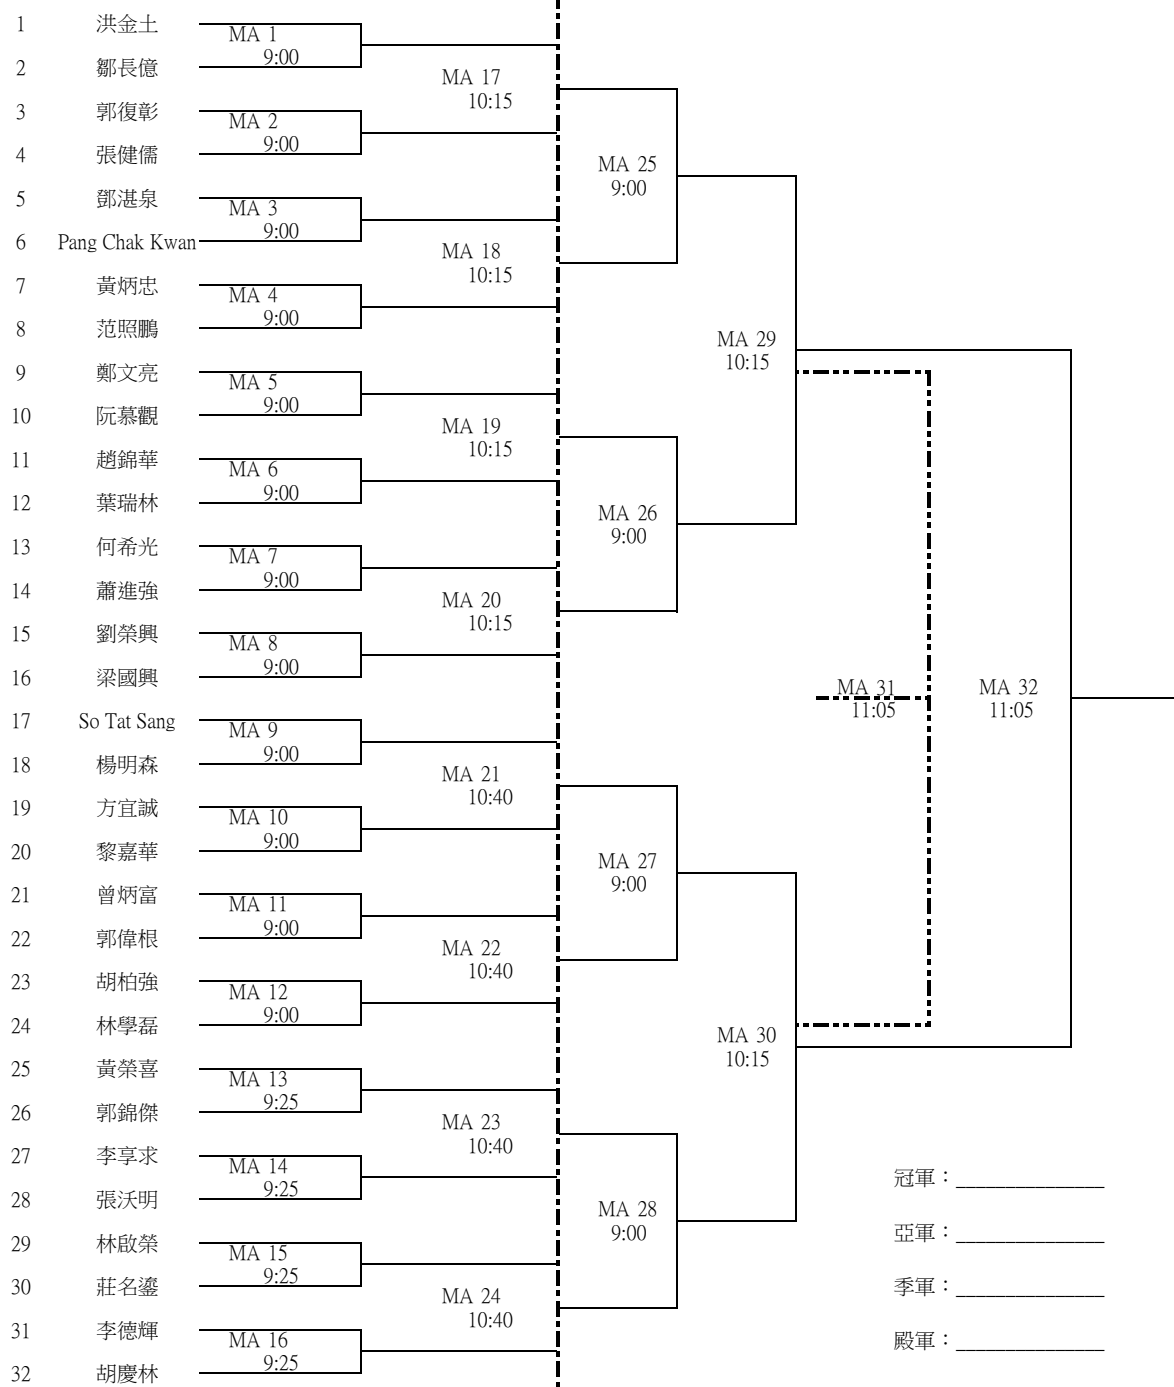 1 洪金土
MA 1
9:00
2 鄒長億
MA 17
10:15
3 郭復彰
MA 2
9:00
4 張健儒
MA 25
9:00
5 鄧湛泉
MA 3
9:00
6 Pang Chak Kwan
MA 18
10:15
7 黃炳忠
MA 4
9:00
8 范照鵬
MA 29
10:15
9 鄭文亮
MA 5
9:00
10 阮慕觀
MA 19
10:15
11 趙錦華
MA 6
9:00
12 葉瑞林
MA 26
9:00
13 何希光
MA 7
9:00
14 蕭進強
MA 20
10:15
15 劉榮興
MA 8
9:00
16 梁國興
MA 31
11:05
MA 32
11:05
17 So Tat Sang
MA 9
9:00
18 楊明森
MA 21
10:40
19 方宜誠
MA 10
9:00
20 黎嘉華
MA 27
9:00
21 曾炳富
MA 11
9:00
22 郭偉根
MA 22
10:40
23 胡柏強
MA 12
9:00
24 林學磊
MA 30
10:15
25 黃榮喜
MA 13
9:25
26 郭錦傑
MA 23
10:40
27 李享求
MA 14
9:25
28 張沃明
MA 28
9:00
29 林啟榮
MA 15
9:25
30 莊名鎏
MA 24
10:40
31 李德輝
MA 16
9:25
32 胡慶林
冠軍：_______________
亞軍：_______________
季軍：_______________
殿軍：_______________